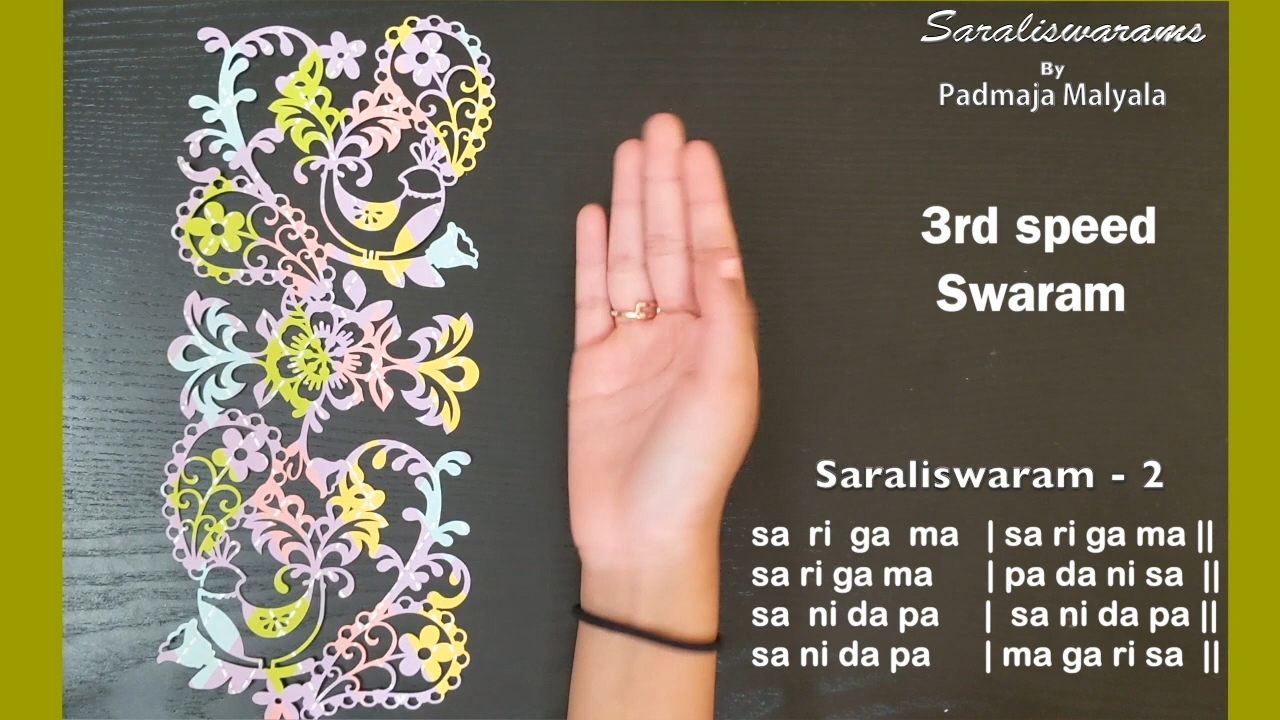 Saraliswarams
By
Padmaja Malyala
3rd speed
Swaram
Saraliswaram - 2
sa ri ga ma | sa ri ga ma ||
sa ri ga ma | pa da ni sa ||
sa ni da pa | sa ni da pa ||
sa ni da pa | ma ga ri sa ||